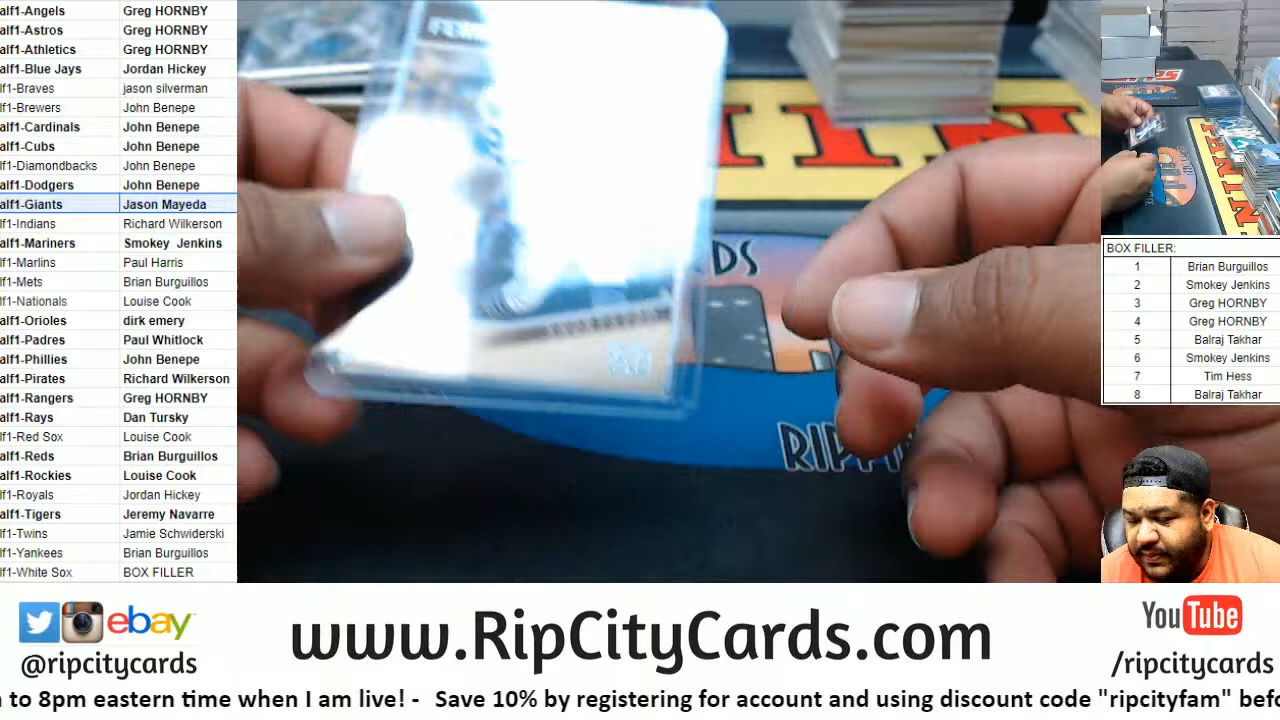 alf1-Angels Greg HORNBY
alf1-Astros Greg HORNBY
alf1-Athletics Greg HORNBY
alf1-Blue Jays Jordan Hickey
lf1-Braves jason silverman
lf1-Brewers John Benepe
alf1-Cardinals John Benepe
alf1-Cubs John Benepe
lf1-Diamondbacks John Benepe
alf1-Dodgers John Benepe
alf1-Giants Jason Mayeda
lf1-Indians Richard Wilkerson
alf1-Mariners Smokey Jenkins
lf1-Marlins Paul Harris
lf1-Mets Brian Burguillos
lf1-Nationals Louise Cook
alf1-Orioles dirk emery
alf1-Padres Paul Whitlock
alf1-Phillies John Benepe
alf1-Pirates Richard Wilkerson
alf1-Rangers Greg HORNBY
alf1-Rays Dan Tursky
lf1-Red Sox Louise Cook
alf1-Reds Brian Burguillos
alf1-Rockies Louise Cook
lf1-Royals Jordan Hickey
alf1-Tigers Jeremy Navarre
lf1-Twins Jamie Schwiderski
lf1-Yankees Brian Burguillos
lf1-White Sox BOX FILLER
BOX FILLER:
1 Brian Burguillos
2 Smokey Jenkins
3 Greg HORNBY
4 Greg HORNBY
5 Balraj Takhar
6 Smokey Jenkins
7 Tim Hess
8 Balraj Takhar
ebay
@ripcitycards
www.RipCityCards.com
YouTube
/ripcitycards
to 8pm eastern time when I am live! - Save 10% by registering for account and using discount code "ripcityfam" befo